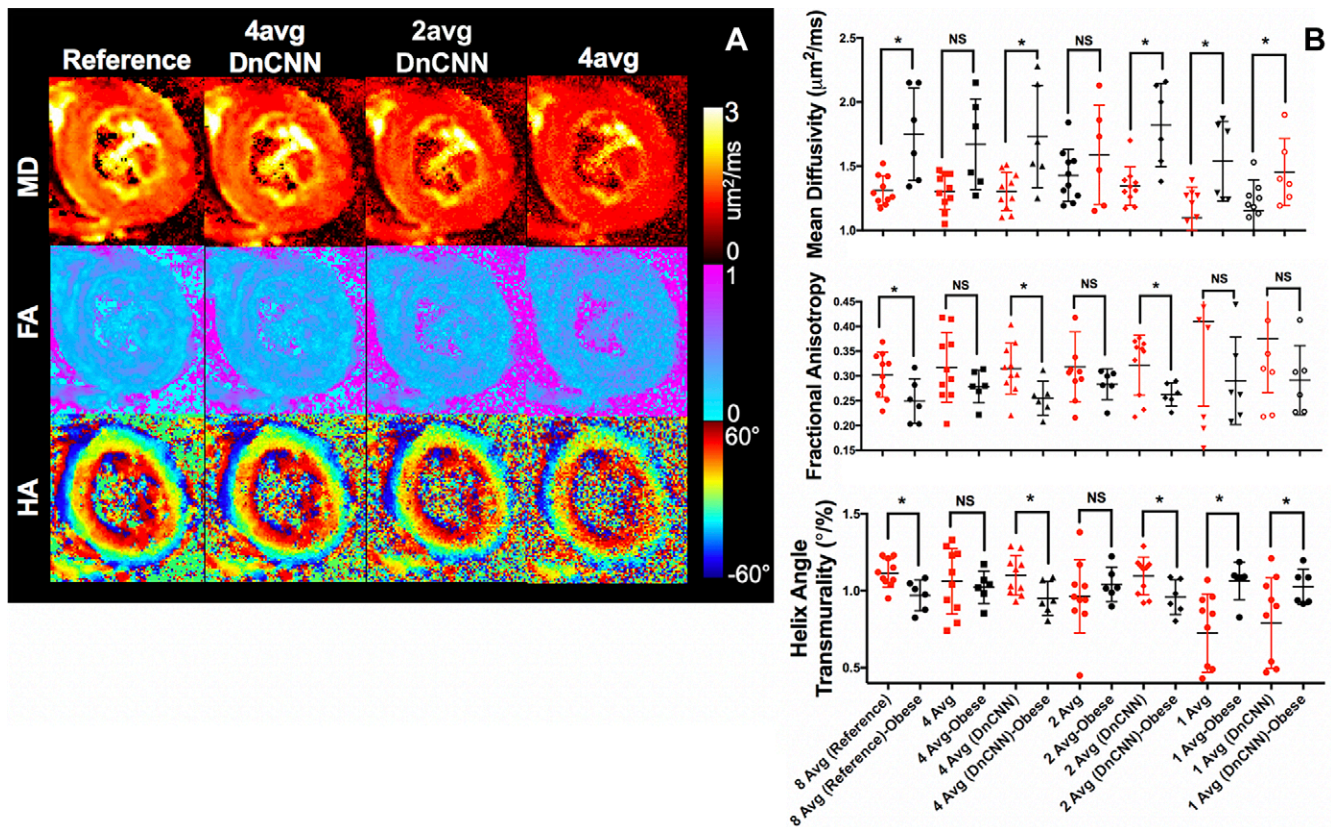 Reference
4avg
DnCNN
2avg
DnCNN
4avg
A
MD
3
um²/ms
0
FA
1
0
HA
60°
-60°
B
Mean Diffusivity (μm²/ms)
2.5
2.0
1.5
1.0
* NS * NS * * *
Fractional Anisotropy
0.45
0.40
0.35
0.30
0.25
0.20
0.15
* NS * NS * NS NS
Helix Angle
Transmurality (°/%)
1.5
1.0
0.5
* NS * NS * * *
8 Avg (Reference)
8 Avg (Reference)-Obese
4 Avg
4 Avg-Obese
4 Avg (DnCNN)
4 Avg (DnCNN)-Obese
2 Avg
2 Avg-Obese
2 Avg (DnCNN)
2 Avg (DnCNN)-Obese
1 Avg
1 Avg-Obese
1 Avg (DnCNN)
1 Avg (DnCNN)-Obese